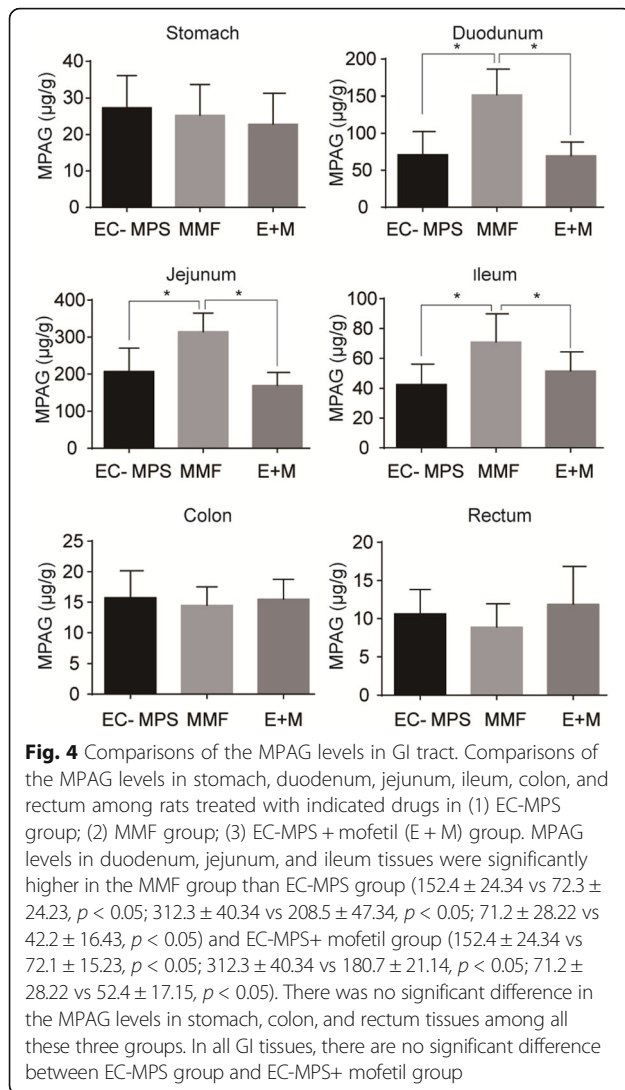 Stomach
MPAG (µg/g)
40
30
20
10
0
EC- MPS MMF E+M
Duodunum
MPAG (µg/g)
200
150
100
50
0
* *
EC- MPS MMF E+M
Jejunum
MPAG (µg/g)
400
300
200
100
0
* *
EC- MPS MMF E+M
Ileum
MPAG (µg/g)
100
80
60
40
20
0
* *
EC- MPS MMF E+M
Colon
MPAG (µg/g)
25
20
15
10
5
0
EC- MPS MMF E+M
Rectum
MPAG (µg/g)
20
15
10
5
0
EC- MPS MMF E+M
Fig. 4 Comparisons of the MPAG levels in GI tract. Comparisons of
the MPAG levels in stomach, duodenum, jejunum, ileum, colon, and
rectum among rats treated with indicated drugs in (1) EC-MPS
group; (2) MMF group; (3) EC-MPS + mofetil (E + M) group. MPAG
levels in duodenum, jejunum, and ileum tissues were significantly
higher in the MMF group than EC-MPS group (152.4 ± 24.34 vs 72.3 ±
24.23, p < 0.05; 312.3 ± 40.34 vs 208.5 ± 47.34, p < 0.05; 71.2 ± 28.22 vs
42.2 ± 16.43, p < 0.05) and EC-MPS+ mofetil group (152.4 ± 24.34 vs
72.1 ± 15.23, p < 0.05; 312.3 ± 40.34 vs 180.7 ± 21.14, p < 0.05; 71.2 ±
28.22 vs 52.4 ± 17.15, p < 0.05). There was no significant difference in
the MPAG levels in stomach, colon, and rectum tissues among all
these three groups. In all GI tissues, there are no significant difference
between EC-MPS group and EC-MPS+ mofetil group